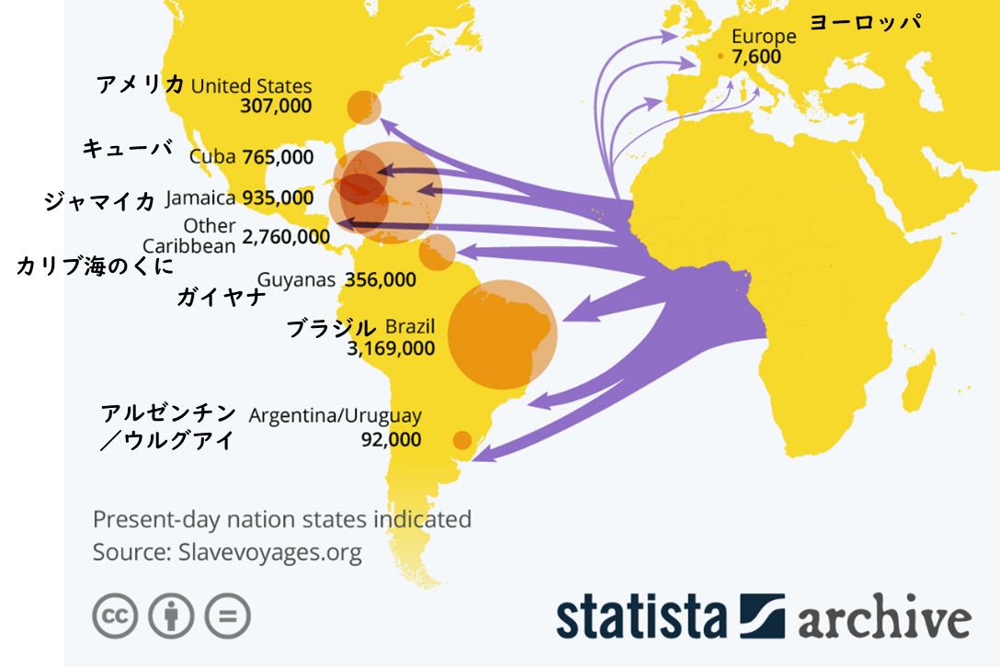 ヨーロッパ
Europe
7,600
アメリカ United States
307,000
キューバ Cuba 765,000
ジャマイカ Jamaica 935,000
Other
Caribbean 2,760,000
カリブ海のくに
Guyanas 356,000
ガイヤナ
ブラジル Brazil
3,169,000
アルゼンチン
／ウルグアイ
Argentina/Uruguay
92,000
Present-day nation states indicated
Source: Slavevoyages.org
cc
statista archive